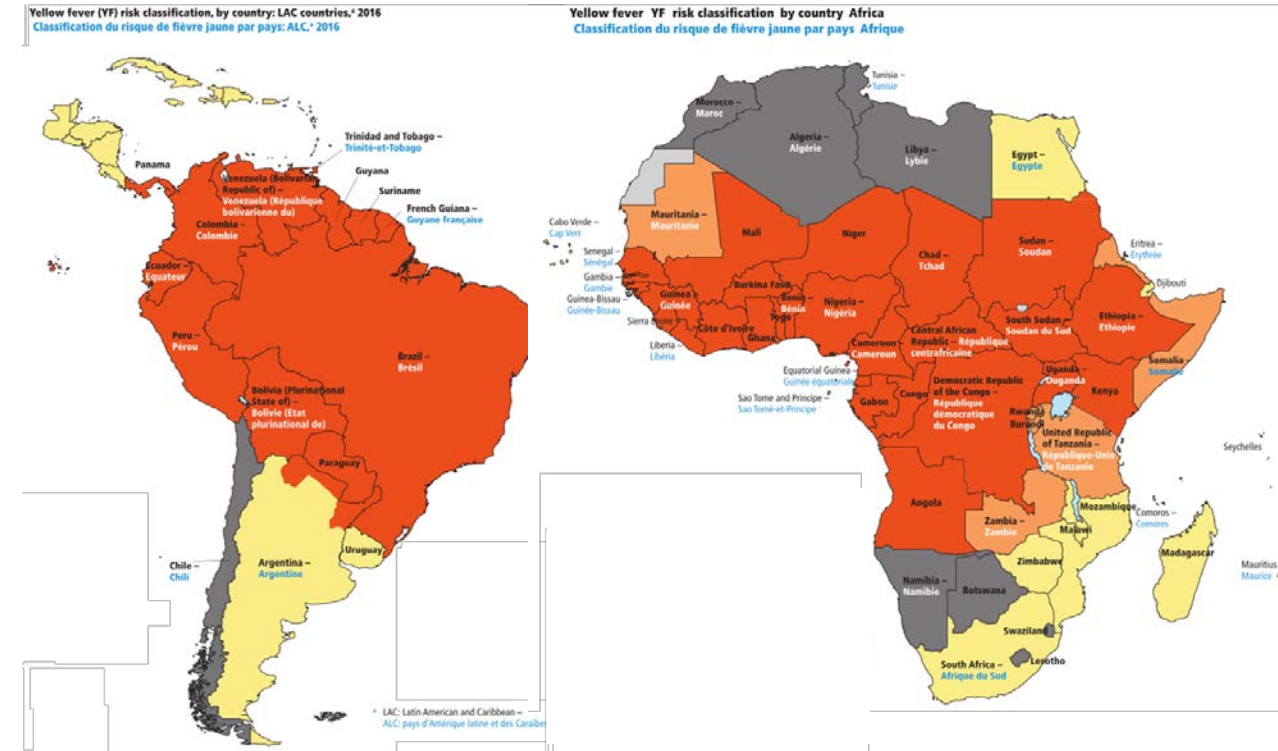 Yellow fever (YF) risk classification, by country: LAC countries,ᵃ 2016
Classification du risque de fièvre jaune par pays: ALC,ᵃ 2016
Trinidad and Tobago –
Trinité-et-Tobago
Panama
Guyana
Venezuela (Bolivarian
Republic of) –
Venezuela (République
bolivarienne du)
Suriname
French Guiana –
Guyane française
Colombia –
Colombie
Ecuador –
Equateur
Peru –
Pérou
Brazil –
Brésil
Bolivia (Plurinational
State of) –
Bolivie (Etat
plurinational de)
Paraguay
Uruguay
Chile –
Chili
Argentina –
Argentine
ᵃ LAC: Latin American and Caribbean –
ALC: pays d'Amérique latine et des Caraïbes
Yellow fever YF risk classification by country Africa
Classification du risque de fièvre jaune par pays Afrique
Tunisia –
Tunisie
Morocco –
Maroc
Algeria –
Algérie
Libya –
Lybie
Egypt –
Egypte
Cabo Verde –
Cap Vert
Mauritania –
Mauritanie
Mali
Niger
Chad –
Tchad
Sudan –
Soudan
Eritrea –
Erythrée
Djibouti
Senegal –
Sénégal
Gambia –
Gambie
Guinea-Bissau –
Guinée-Bissau
Guinea –
Guinée
Sierra Leone
Liberia –
Libéria
Burkina Faso
Côte d'Ivoire
Ghana
Togo
Benin –
Bénin
Nigeria –
Nigéria
Cameroon –
Cameroun
Central African
Republic – République
centrafricaine
South Sudan –
Soudan du Sud
Ethiopia –
Ethiopie
Somalia –
Somalie
Equatorial Guinea –
Guinée équatoriale
Sao Tome and Principe –
Sao Tomé-et-Principe
Gabon
Congo
Democratic Republic
of the Congo –
République
démocratique
du Congo
Uganda –
Ouganda
Kenya
Rwanda
Burundi
United Republic
of Tanzania –
République-Unie
de Tanzanie
Seychelles
Angola
Zambia –
Zambie
Malawi
Mozambique
Comoros –
Comores
Madagascar
Mauritius
Maurice
Zimbabwe
Namibia –
Namibie
Botswana
Swaziland
Lesotho
South Africa –
Afrique du Sud